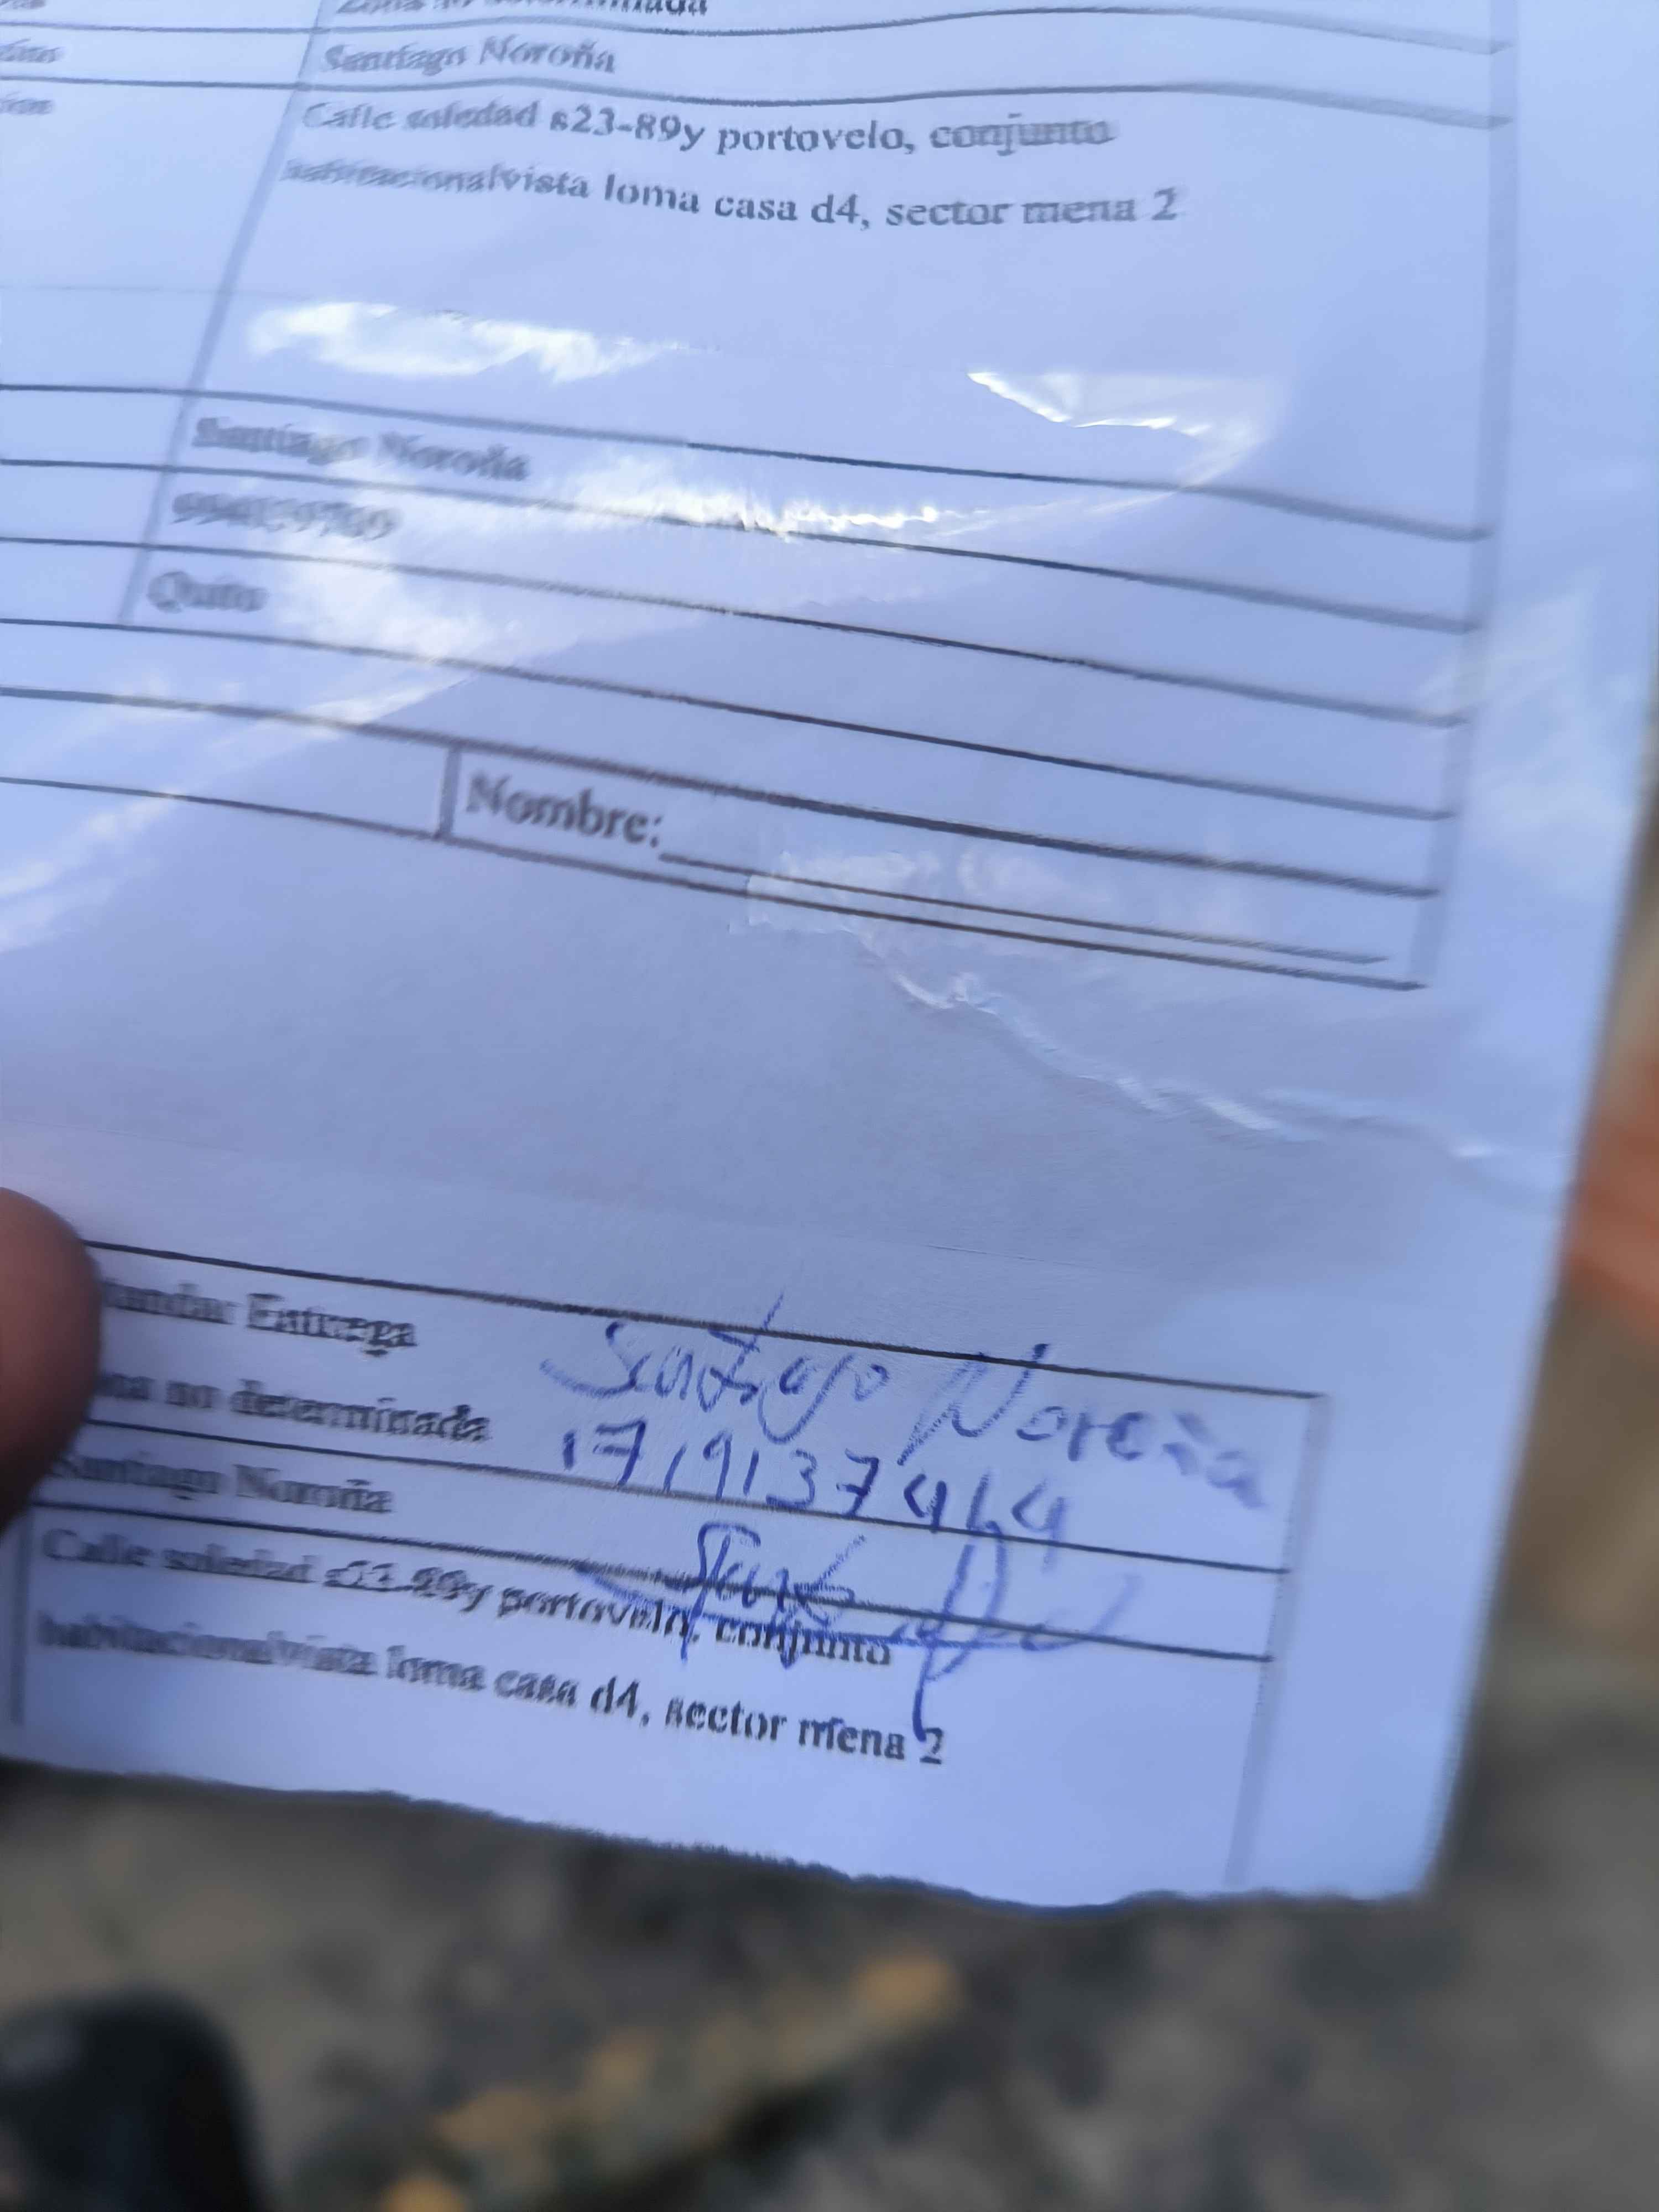 Santiago Noroña
Calle soledad s23-89y portovelo, conjunto
habitacionalvista loma casa d4, sector mena 2
Santiago Noroña
Quito
Nombre:
Entrega
Santiago Noroña
no determinada
1719137464
Santiago Noroña
Calle soledad s23-89y portovelo, conjunto
habitacionalvista loma casa d4, sector mena 2